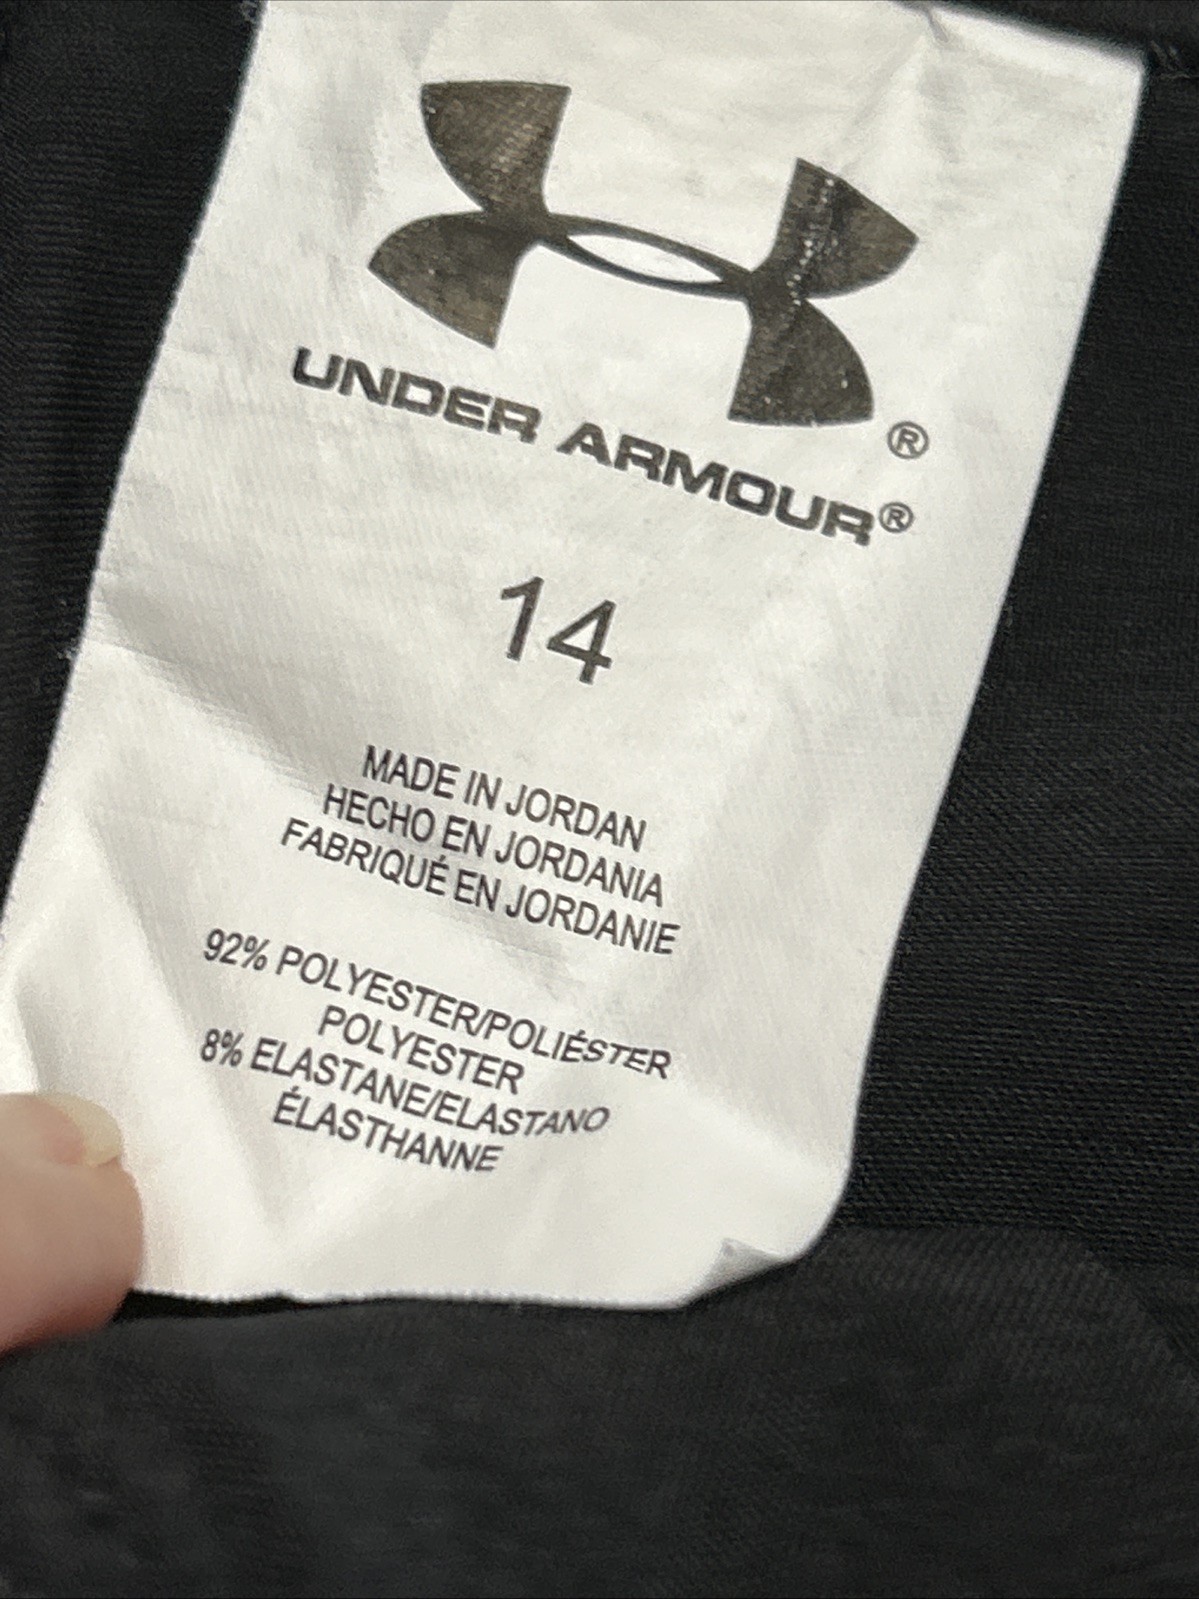 ®
UNDER ARMOUR®
14
MADE IN JORDAN
HECHO EN JORDANIA
FABRIQUÉ EN JORDANIE
92% POLYESTER/POLIÉSTER
POLYESTER
8% ELASTANE/ELASTANO
ÉLASTHANNE